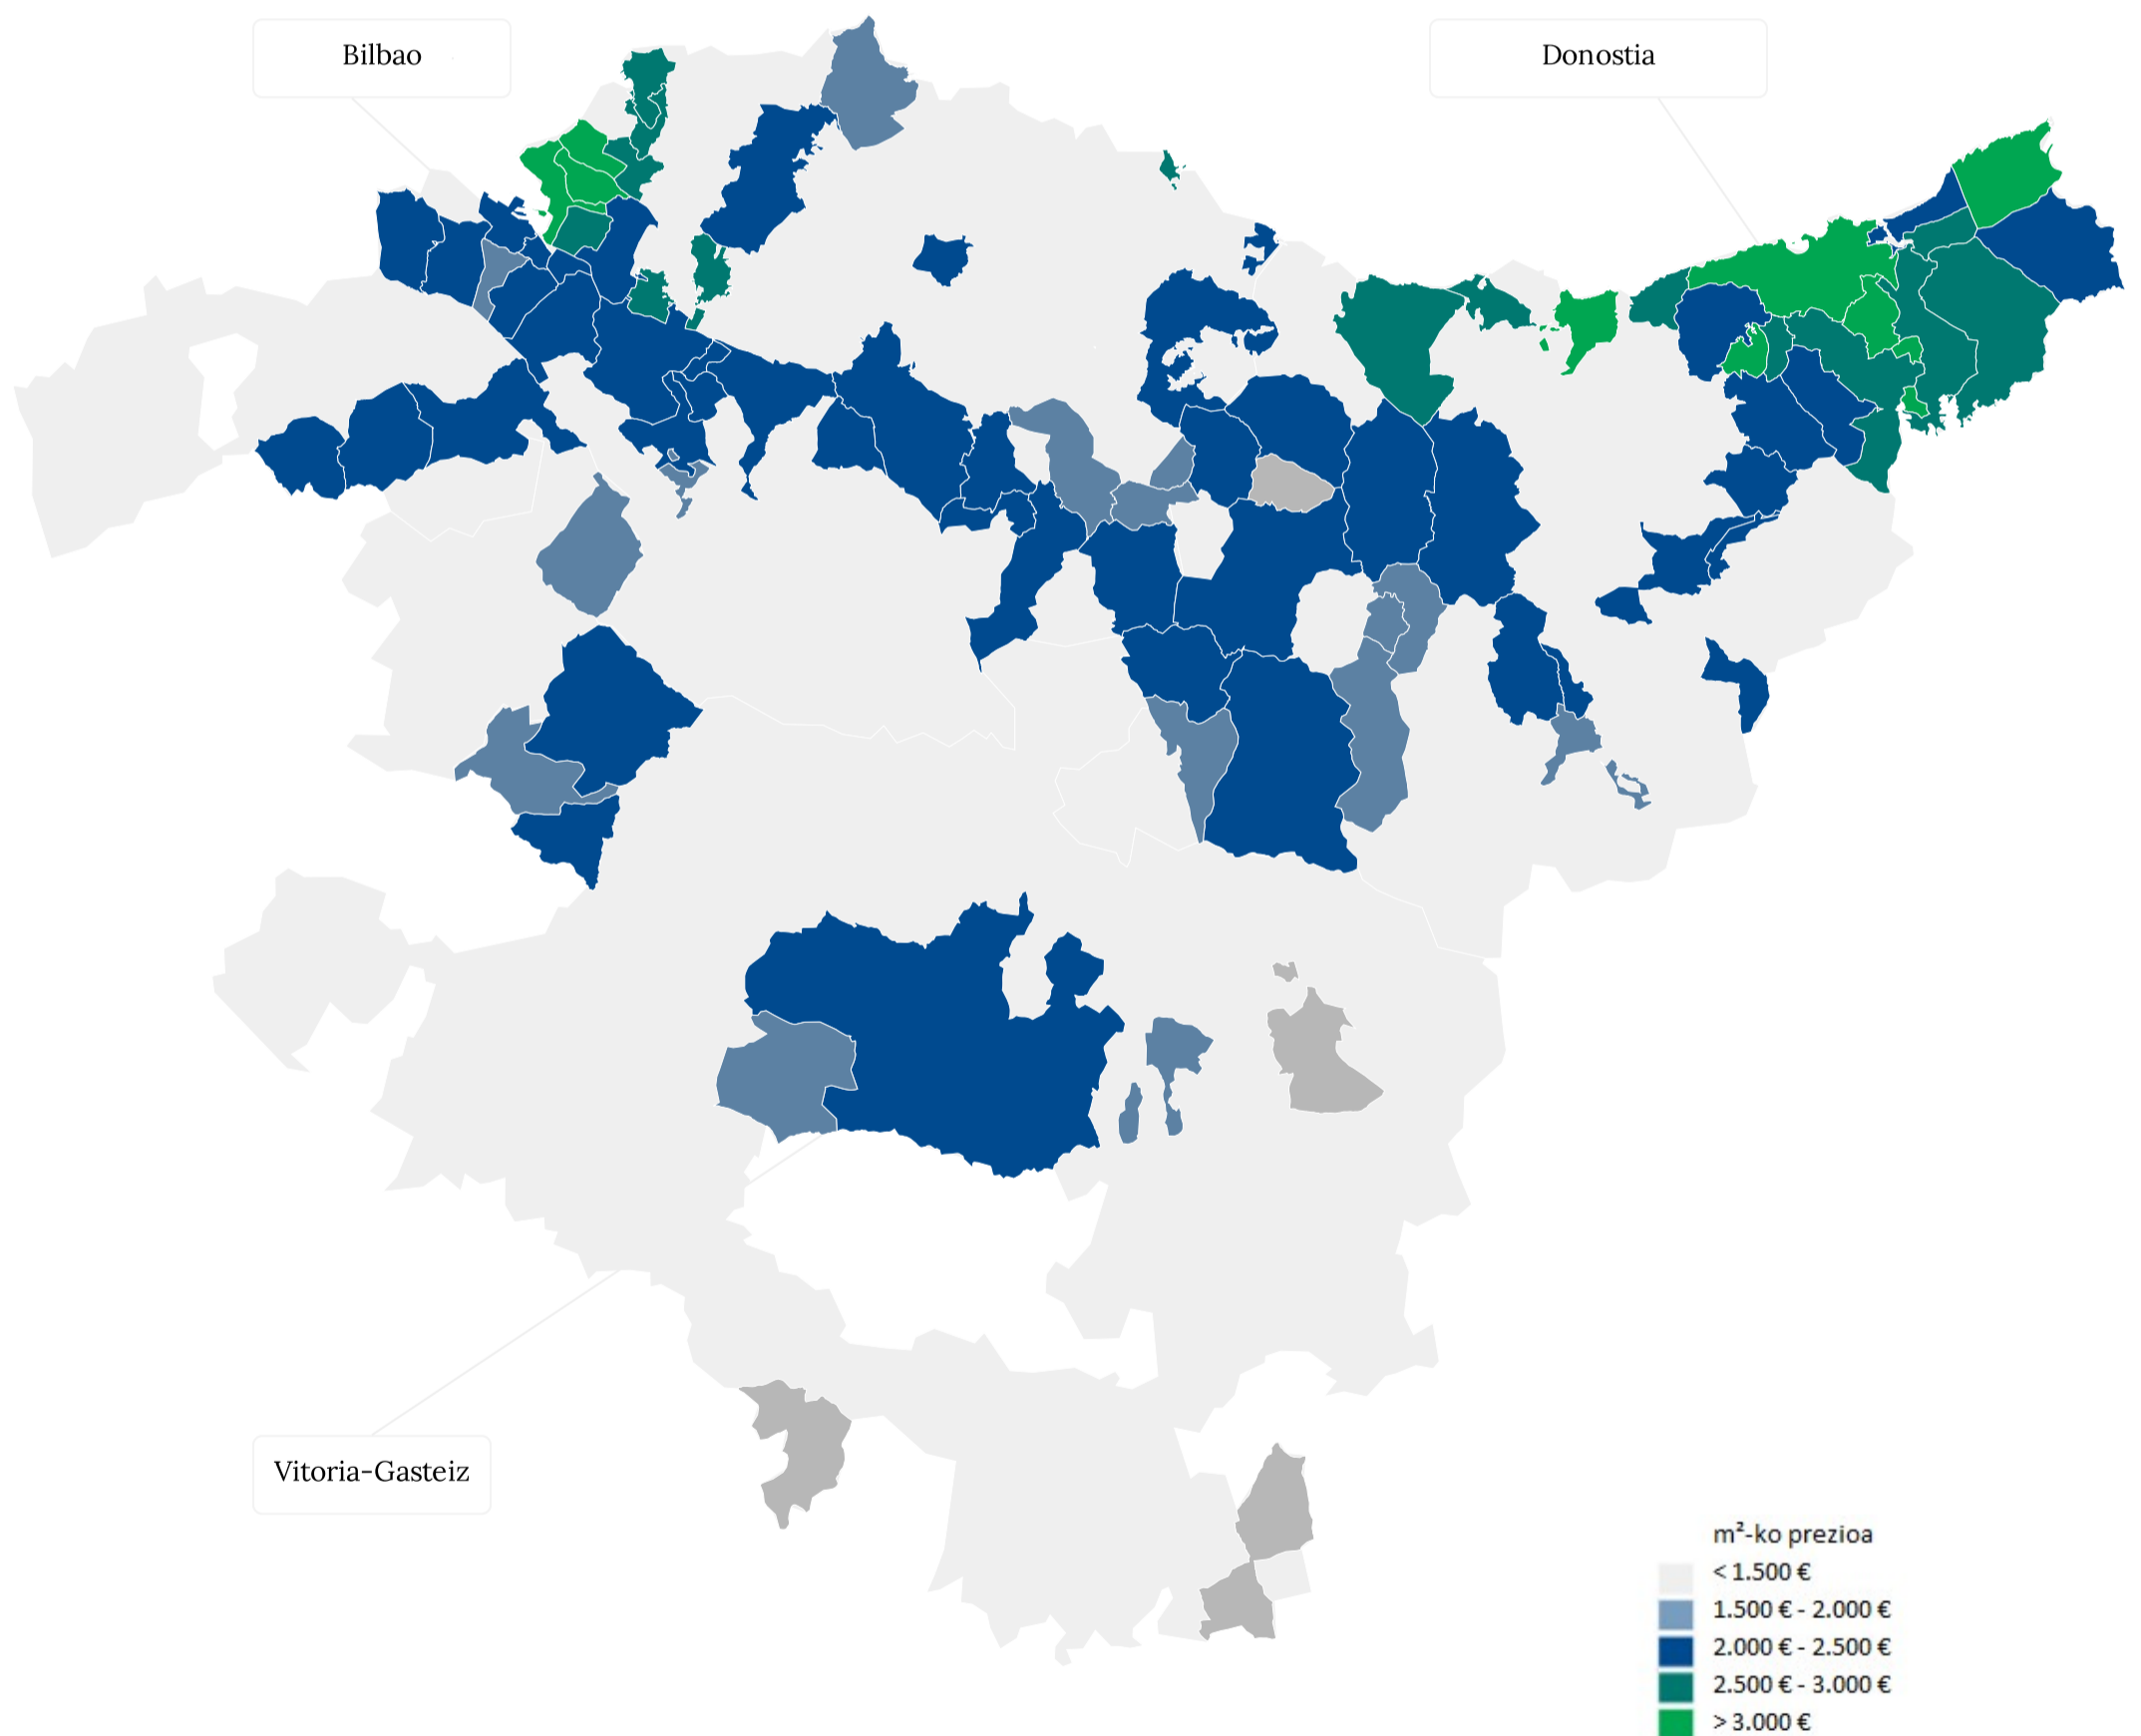 Bilbao
Donostia
Vitoria-Gasteiz
m²-ko prezioa
< 1.500 €
1.500 € - 2.000 €
2.000 € - 2.500 €
2.500 € - 3.000 €
> 3.000 €